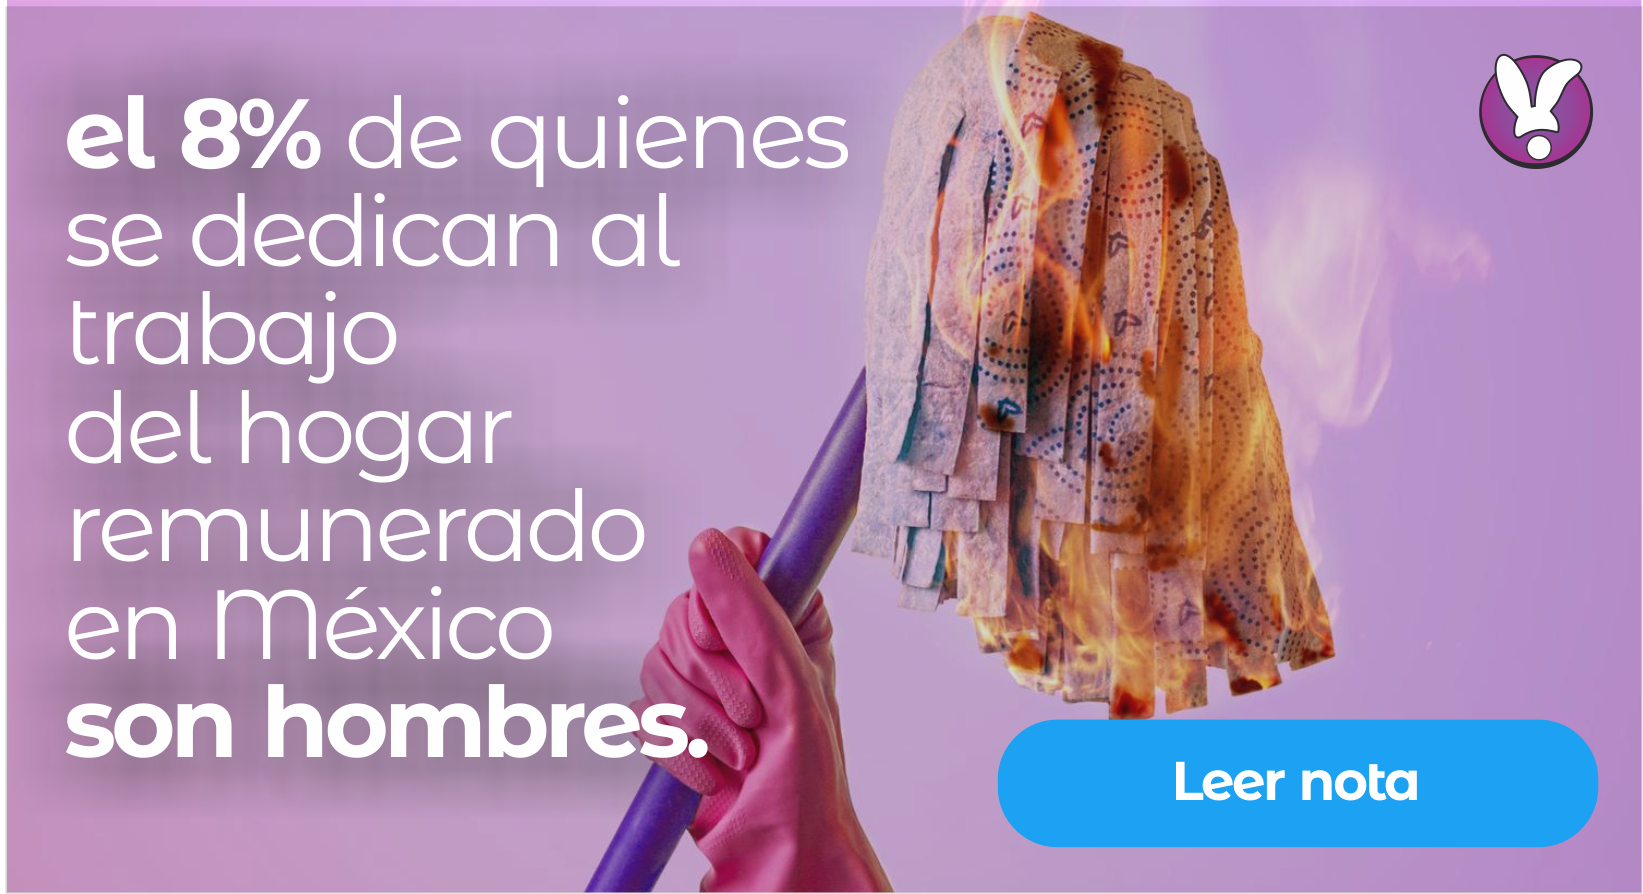 el 8% de quienes
se dedican al
trabajo
del hogar
remunerado
en México
son hombres.
Leer nota